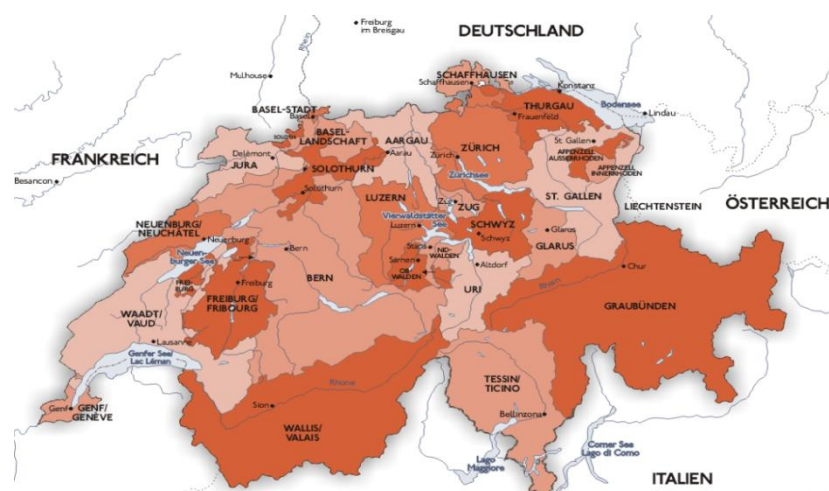 Freiburg
im Breisgau
DEUTSCHLAND
Rhein
Mulhouse
SCHAFFHAUSEN
Schaffhausen
Konstanz
BASEL-STADT
Basel
THURGAU
Bodensee
Lindau
Frauenfeld
BASEL-
LANDSCHAFT
AARGAU
Aarau
ZÜRICH
Zürich
St. Gallen
APPENZELL
AUSSERRHODEN
APPENZELL
INNERRHODEN
FRANKREICH
Delémont
JURA
SOLOTHURN
Solothurn
Zürichsee
Besancon
LUZERN
Zug
ZUG
ST. GALLEN
LIECHTENSTEIN
ÖSTERREICH
NEUENBURG/
NEUCHÂTEL
Neuenburg
Vierwaldstätter
See
Luzern
SCHWYZ
Schwyz
Glarus
GLARUS
Neuen-
burger See
Bern
BERN
Stans
NID-
WALDEN
Sarnen
OB
WALDEN
Altdorf
URI
Chur
Rhein
GRAUBÜNDEN
FREI-
BURG
Freiburg
FREIBURG/
FRIBOURG
WAADT/
VAUD
Lausanne
Genfer See/
Lac Léman
Genf
GENF/
GENÈVE
Rhone
Sion
WALLIS/
VALAIS
TESSIN/
TICINO
Bellinzona
Lago
Maggiore
Comer See
Lago di Como
ITALIEN